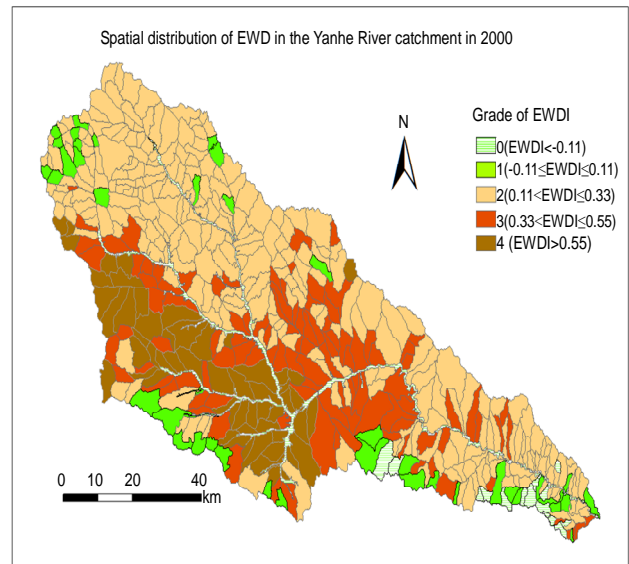 Spatial distribution of EWD in the Yanhe River catchment in 2000
N
Grade of EWDI
0(EWDI<-0.11)
1(-0.11≤EWDI≤0.11)
2(0.11<EWDI≤0.33)
3(0.33<EWDI≤0.55)
4 (EWDI>0.55)
0 10 20 40
km